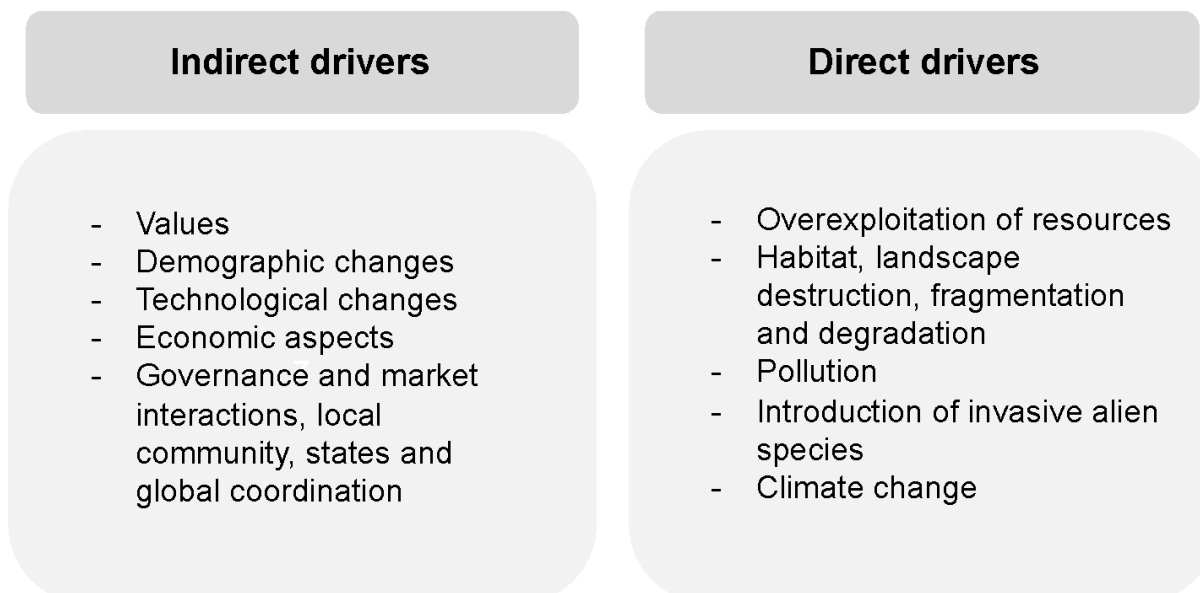 Indirect drivers
- Values
- Demographic changes
- Technological changes
- Economic aspects
- Governance and market
interactions, local
community, states and
global coordination
Direct drivers
- Overexploitation of resources
- Habitat, landscape
destruction, fragmentation
and degradation
- Pollution
- Introduction of invasive alien
species
- Climate change